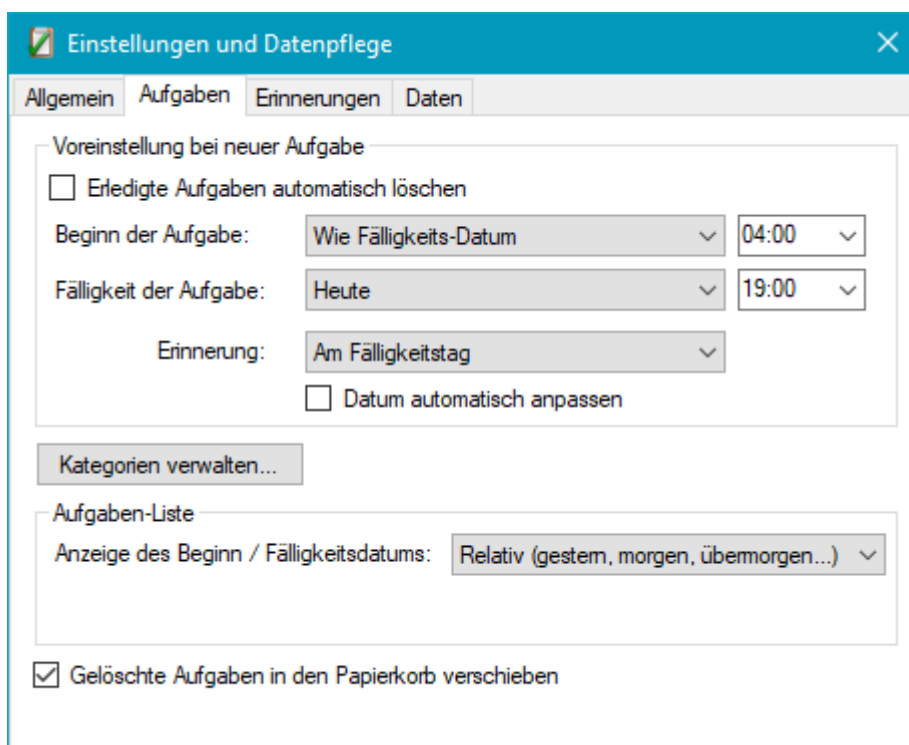 Einstellungen und Datenpflege
Allgemein Aufgaben Erinnerungen Daten
Voreinstellung bei neuer Aufgabe
Erledigte Aufgaben automatisch löschen
Beginn der Aufgabe: Wie Fälligkeits-Datum 04:00
Fälligkeit der Aufgabe: Heute 19:00
Erinnerung: Am Fälligkeitstag
Datum automatisch anpassen
Kategorien verwalten...
Aufgaben-Liste
Anzeige des Beginn / Fälligkeitsdatums: Relativ (gestern, morgen, übermorgen...)
Gelöschte Aufgaben in den Papierkorb verschieben